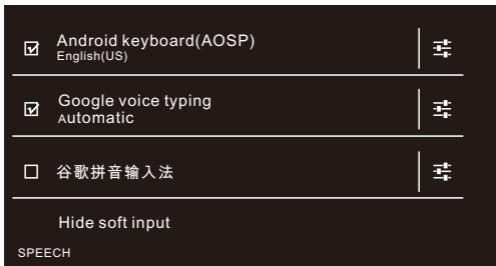 Android keyboard(AOSP)
English(US)
Google voice typing
Automatic
谷歌拼音输入法
Hide soft input
SPEECH